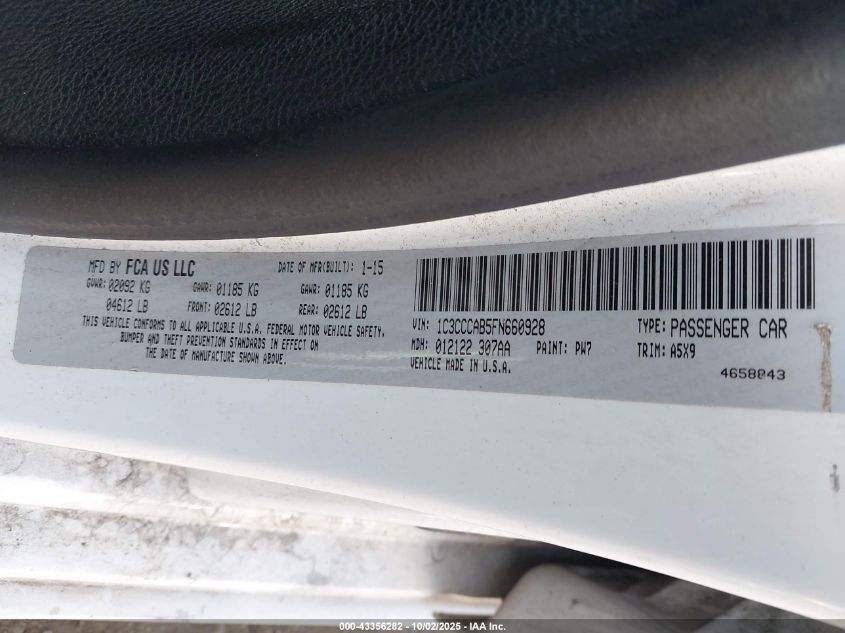 MFD BY FCA US LLC DATE OF MFR(BUILT): 1-15
GVWR: 02092 KG GAWR: 01185 KG GAWR: 01185 KG
04612 LB FRONT: 02612 LB REAR: 02612 LB
THIS VEHICLE CONFORMS TO ALL APPLICABLE U.S.A. FEDERAL MOTOR VEHICLE SAFETY,
BUMPER AND THEFT PREVENTION STANDARDS IN EFFECT ON
THE DATE OF MANUFACTURE SHOWN ABOVE.
VIN: 1C3CCCAB5FN660928 TYPE: PASSENGER CAR
MDH: 012122 307AA PAINT: PW7 TRIM: A5X9
VEHICLE MADE IN U.S.A.
4658843
000-43356282 - 10/02/2025 - IAA Inc.